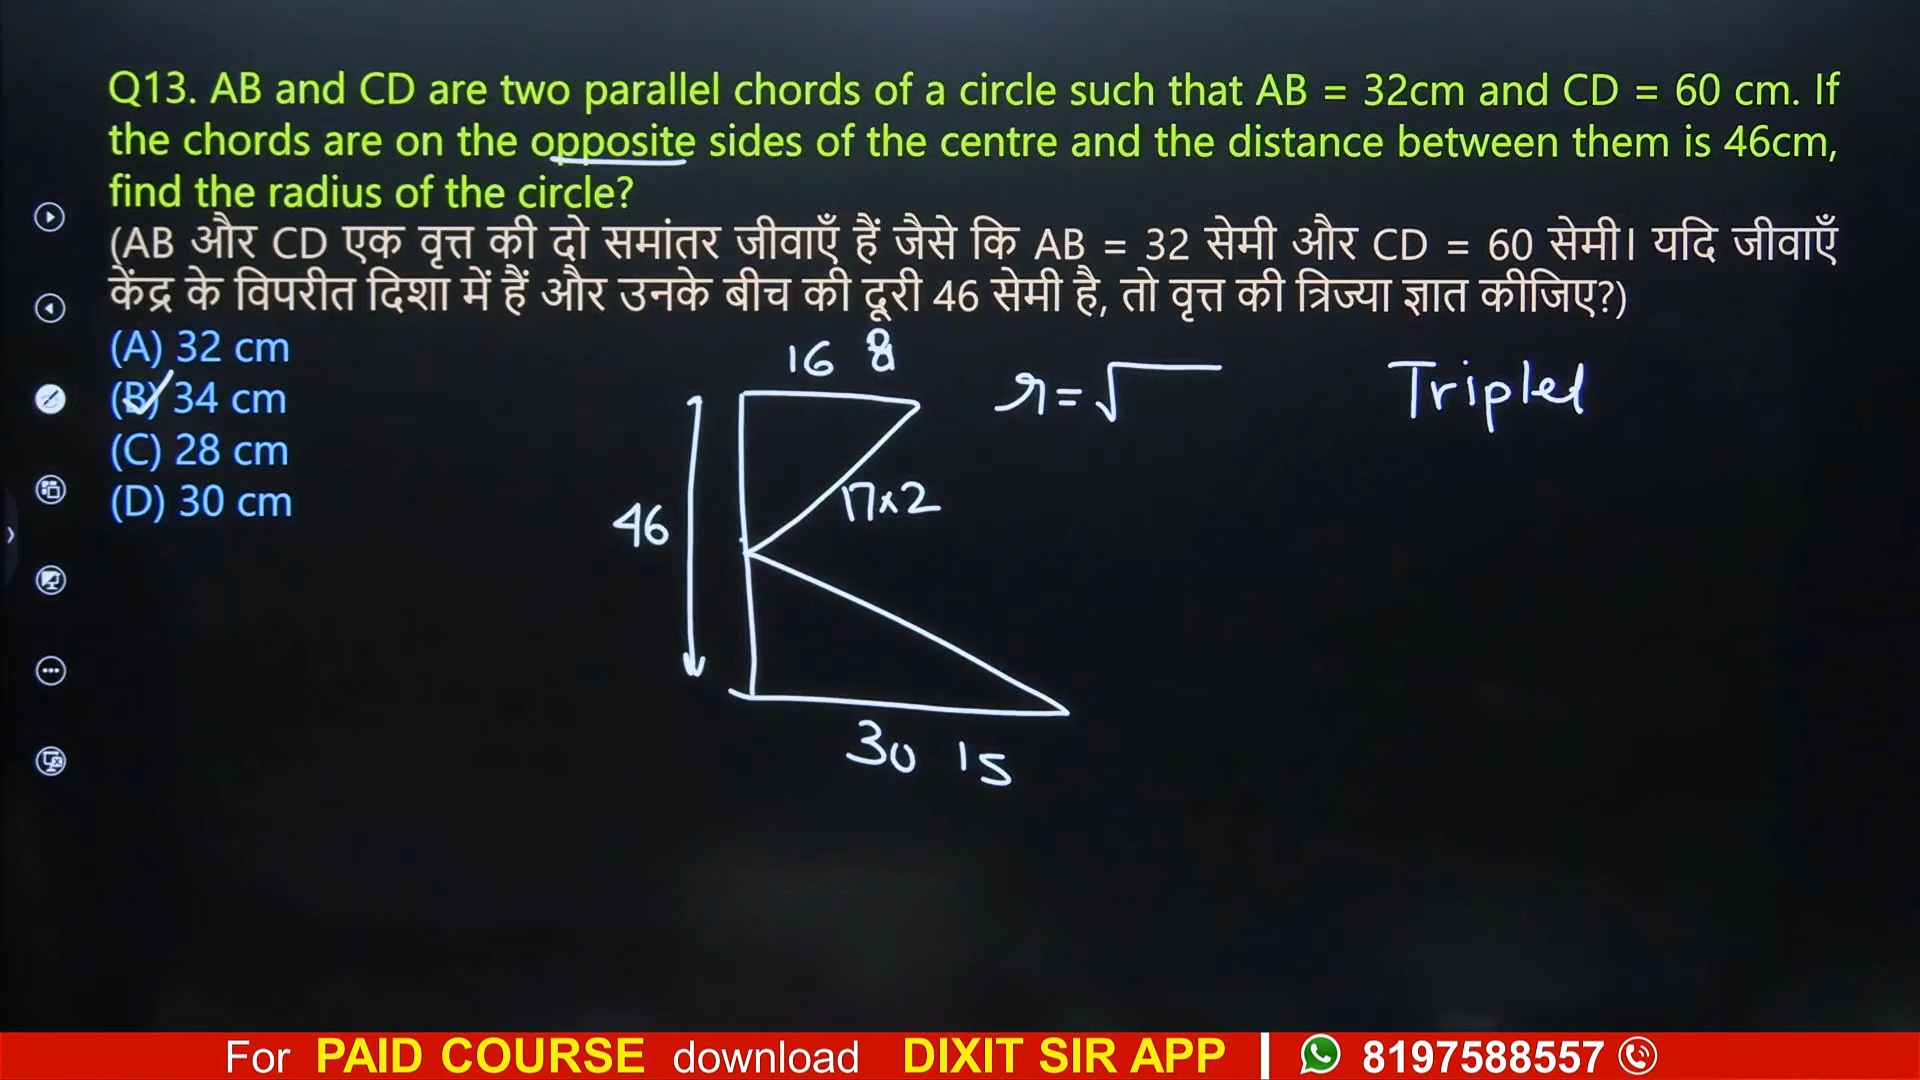 Q13. AB and CD are two parallel chords of a circle such that AB = 32cm and CD = 60 cm. If
the chords are on the opposite sides of the centre and the distance between them is 46cm,
find the radius of the circle?
(AB और CD एक वृत्त की दो समांतर जीवाएँ हैं जैसे कि AB = 32 सेमी और CD = 60 सेमी। यदि जीवाएँ
केंद्र के विपरीत दिशा में हैं और उनके बीच की दूरी 46 सेमी है, तो वृत्त की त्रिज्या ज्ञात कीजिए?)
(A) 32 cm
(B) 34 cm
(C) 28 cm
(D) 30 cm
16 8
r=√
Triplet
17×2
46
30 15
For PAID COURSE download DIXIT SIR APP | 8197588557